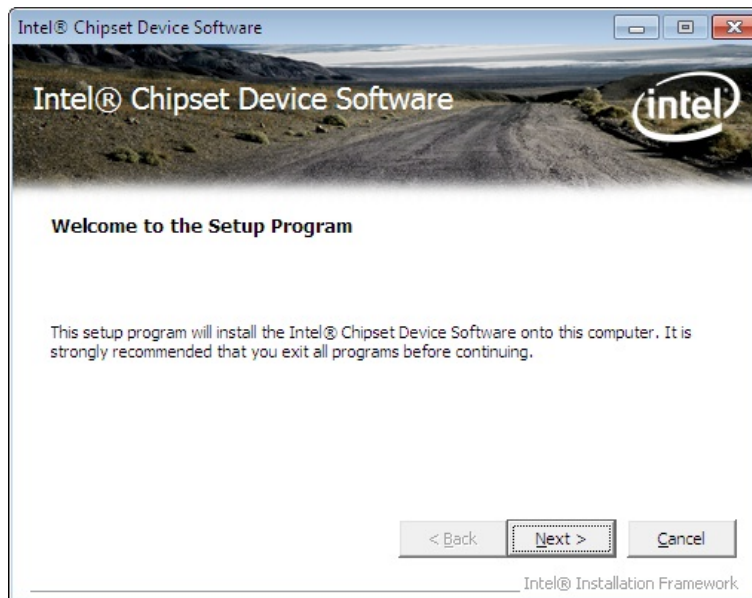 Intel® Chipset Device Software
Intel® Chipset Device Software
intel
Welcome to the Setup Program
This setup program will install the Intel® Chipset Device Software onto this computer. It is
strongly recommended that you exit all programs before continuing.
< Back Next > Cancel
Intel® Installation Framework